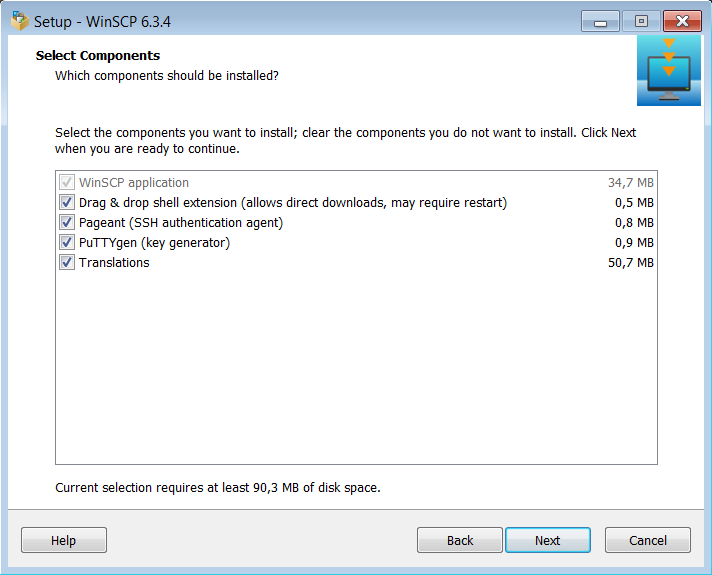 Setup - WinSCP 6.3.4
Select Components
Which components should be installed?
Select the components you want to install; clear the components you do not want to install. Click Next
when you are ready to continue.
WinSCP application 34,7 MB
Drag & drop shell extension (allows direct downloads, may require restart) 0,5 MB
Pageant (SSH authentication agent) 0,8 MB
PuTTYgen (key generator) 0,9 MB
Translations 50,7 MB
Current selection requires at least 90,3 MB of disk space.
Help Back Next Cancel